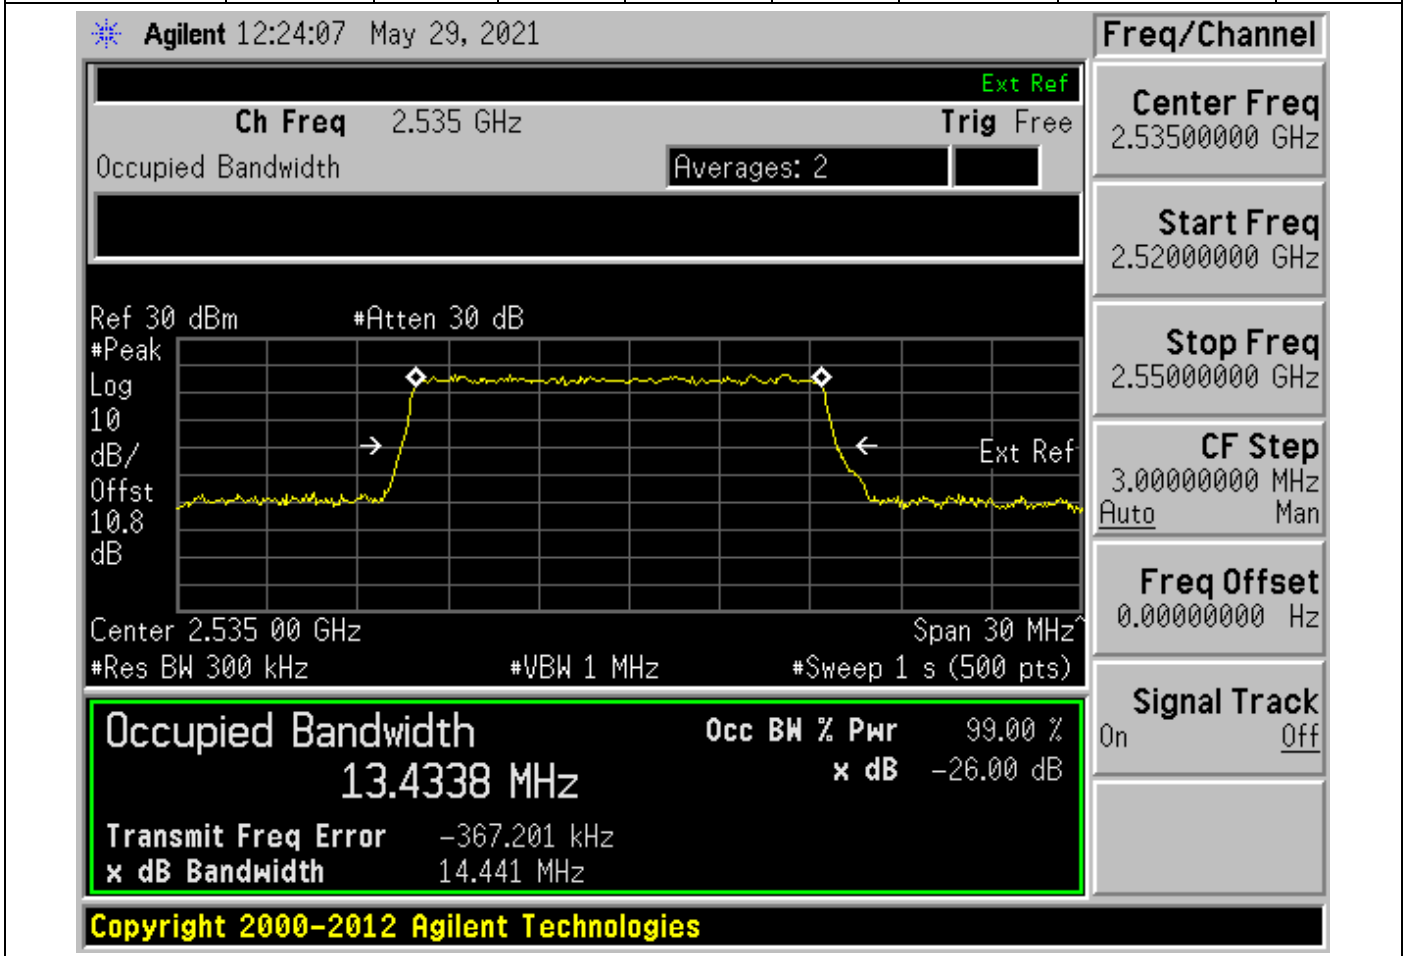 Agilent 12:24:07 May 29, 2021
Freq/Channel
Ext Ref
Ch Freq 2.535 GHz Trig Free
Occupied Bandwidth Averages: 2
Center Freq
2.53500000 GHz
Start Freq
2.52000000 GHz
Stop Freq
2.55000000 GHz
CF Step
3.00000000 MHz
Auto Man
Freq Offset
0.00000000 Hz
Signal Track
On Off
Ref 30 dBm #Atten 30 dB
#Peak
Log
10
dB/
Offst
10.8
dB
Ext Ref
Center 2.535 00 GHz Span 30 MHz^
#Res BW 300 kHz #VBW 1 MHz #Sweep 1 s (500 pts)
Occupied Bandwidth
13.4338 MHz
Occ BW % Pwr 99.00 %
x dB -26.00 dB
Transmit Freq Error -367.201 kHz
x dB Bandwidth 14.441 MHz
Copyright 2000-2012 Agilent Technologies